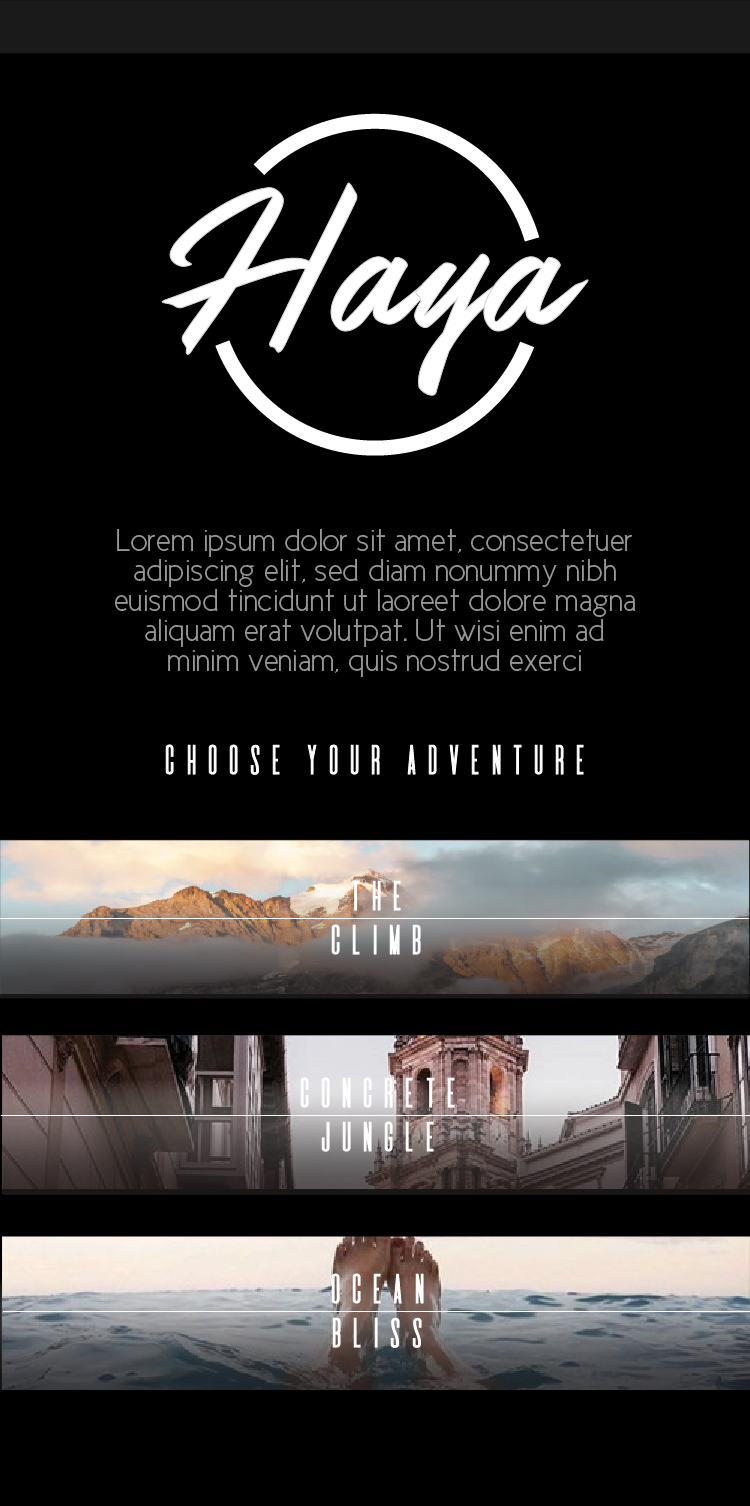 Haya
Lorem ipsum dolor sit amet, consectetuer
adipiscing elit, sed diam nonummy nibh
euismod tincidunt ut laoreet dolore magna
aliquam erat volutpat. Ut wisi enim ad
minim veniam, quis nostrud exerci
CHOOSE YOUR ADVENTURE
THE
CLIMB
CONCRETE
JUNGLE
OCEAN
BLISS